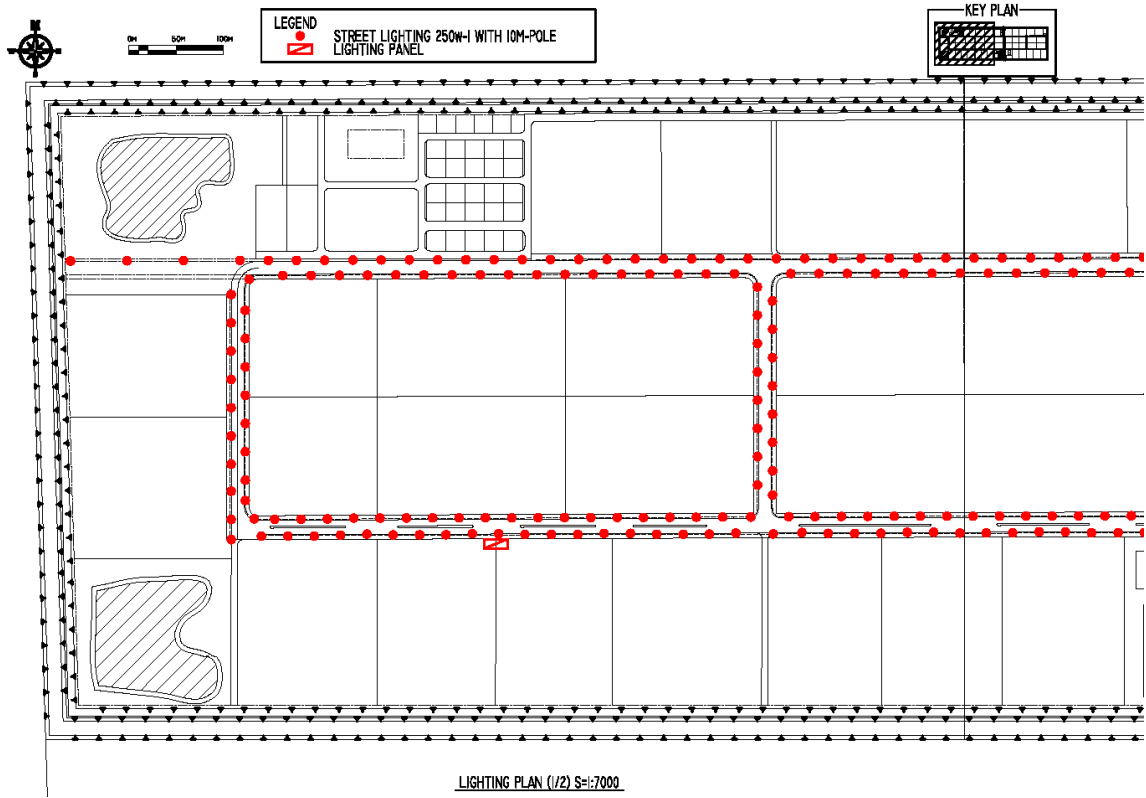 LEGEND
STREET LIGHTING 250w-1 WITH 10M-POLE
LIGHTING PANEL
0M 50M 100M
KEY PLAN
LIGHTING PLAN (1/2) S=1:7000